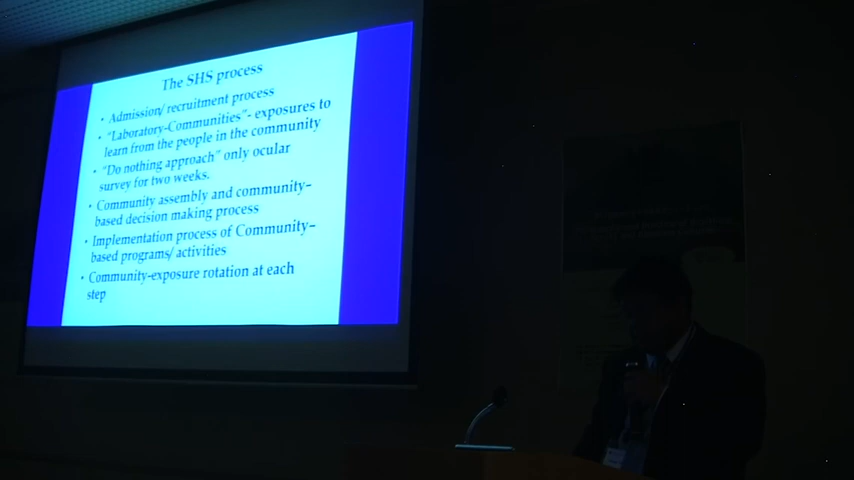 The SHS process
• Admission/ recruitment process
• "Laboratory-Communities"- exposures to
learn from the people in the community
• "Do nothing approach" only ocular
survey for two weeks.
• Community assembly and community-
based decision making process
• Implementation process of Community-
based programs/ activities
• Community-exposure rotation at each
step